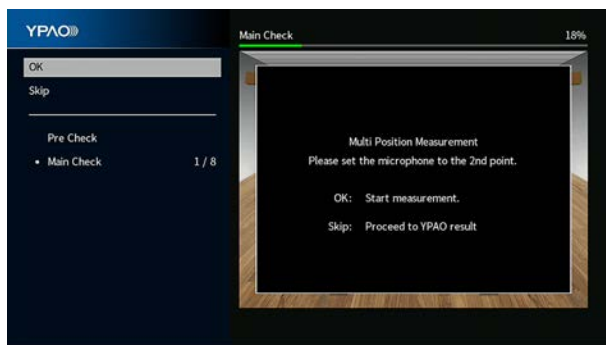 YPAO
Main Check 18%
OK
Skip
Pre Check
• Main Check 1 / 8
Multi Position Measurement
Please set the microphone to the 2nd point.
OK: Start measurement.
Skip: Proceed to YPAO result